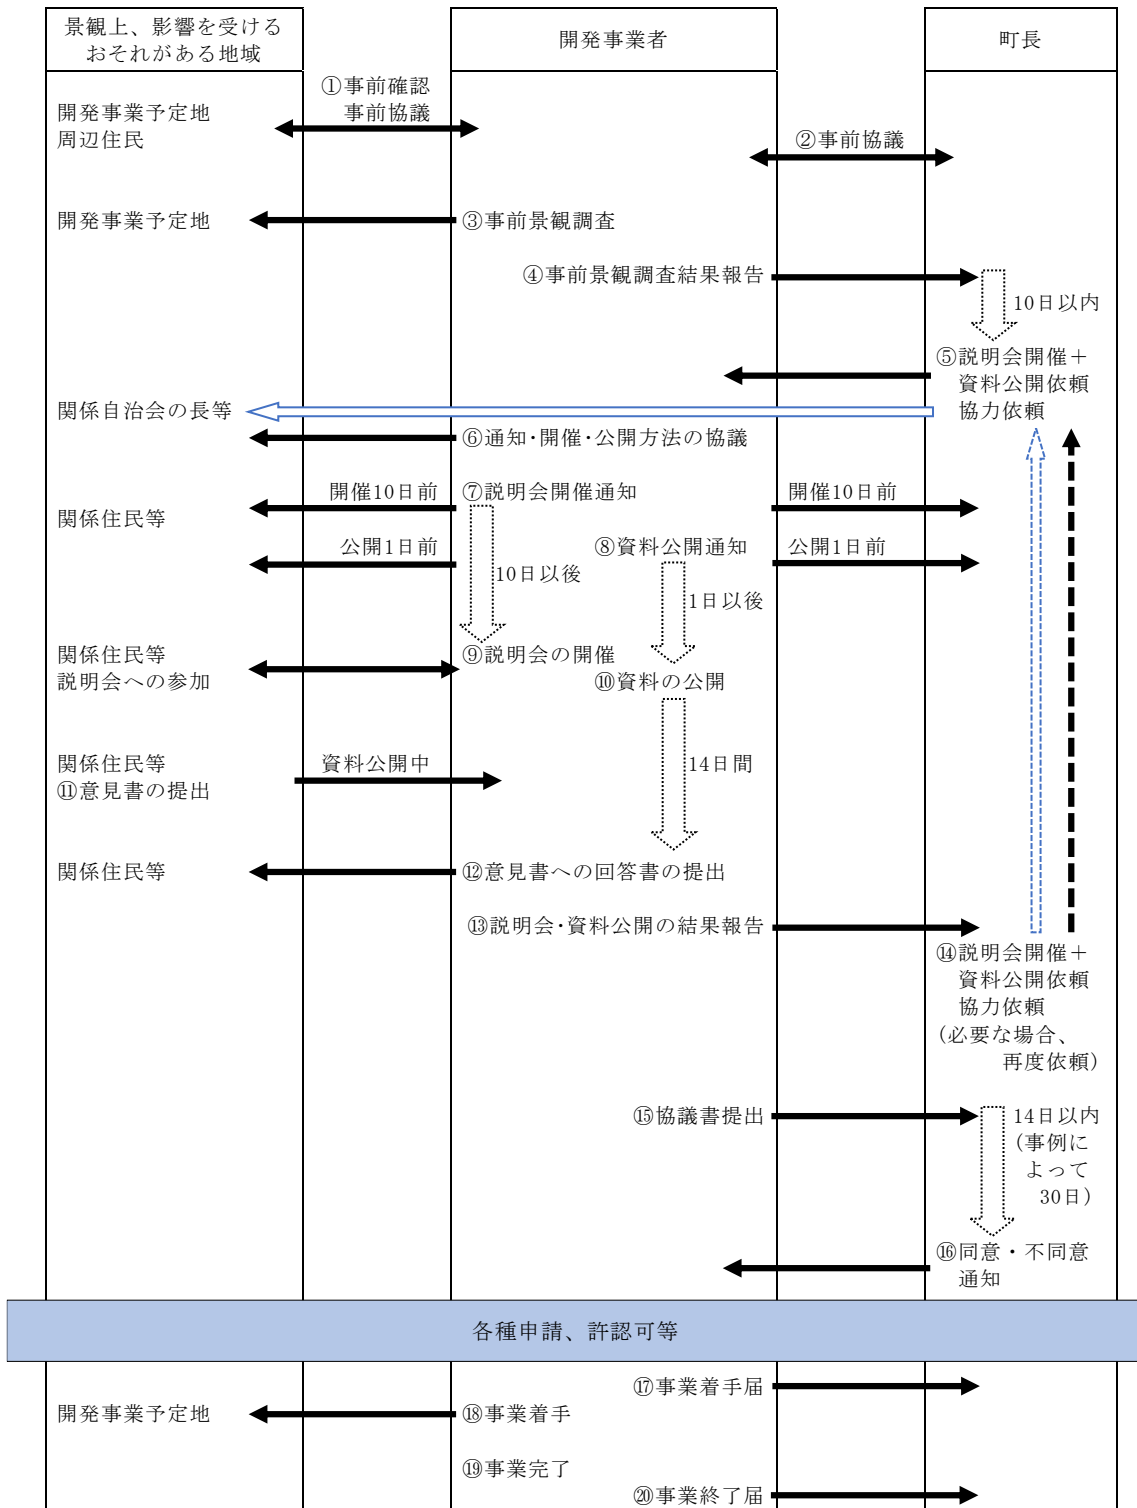 景観上、影響を受ける
おそれがある地域
開発事業者
町長
①事前確認
事前協議
開発事業予定地
周辺住民
②事前協議
開発事業予定地
③事前景観調査
④事前景観調査結果報告
10日以内
⑤説明会開催＋
資料公開依頼
協力依頼
関係自治会の長等
⑥通知・開催・公開方法の協議
開催10日前
⑦説明会開催通知
開催10日前
関係住民等
公開1日前
⑧資料公開通知
公開1日前
10日以後
1日以後
関係住民等
説明会への参加
⑨説明会の開催
⑩資料の公開
関係住民等
⑪意見書の提出
資料公開中
14日間
関係住民等
⑫意見書への回答書の提出
⑬説明会・資料公開の結果報告
⑭説明会開催＋
資料公開依頼
協力依頼
(必要な場合、
再度依頼)
⑮協議書提出
14日以内
(事例に
よって
30日)
⑯同意・不同意
通知
各種申請、許認可等
⑰事業着手届
開発事業予定地
⑱事業着手
⑲事業完了
⑳事業終了届